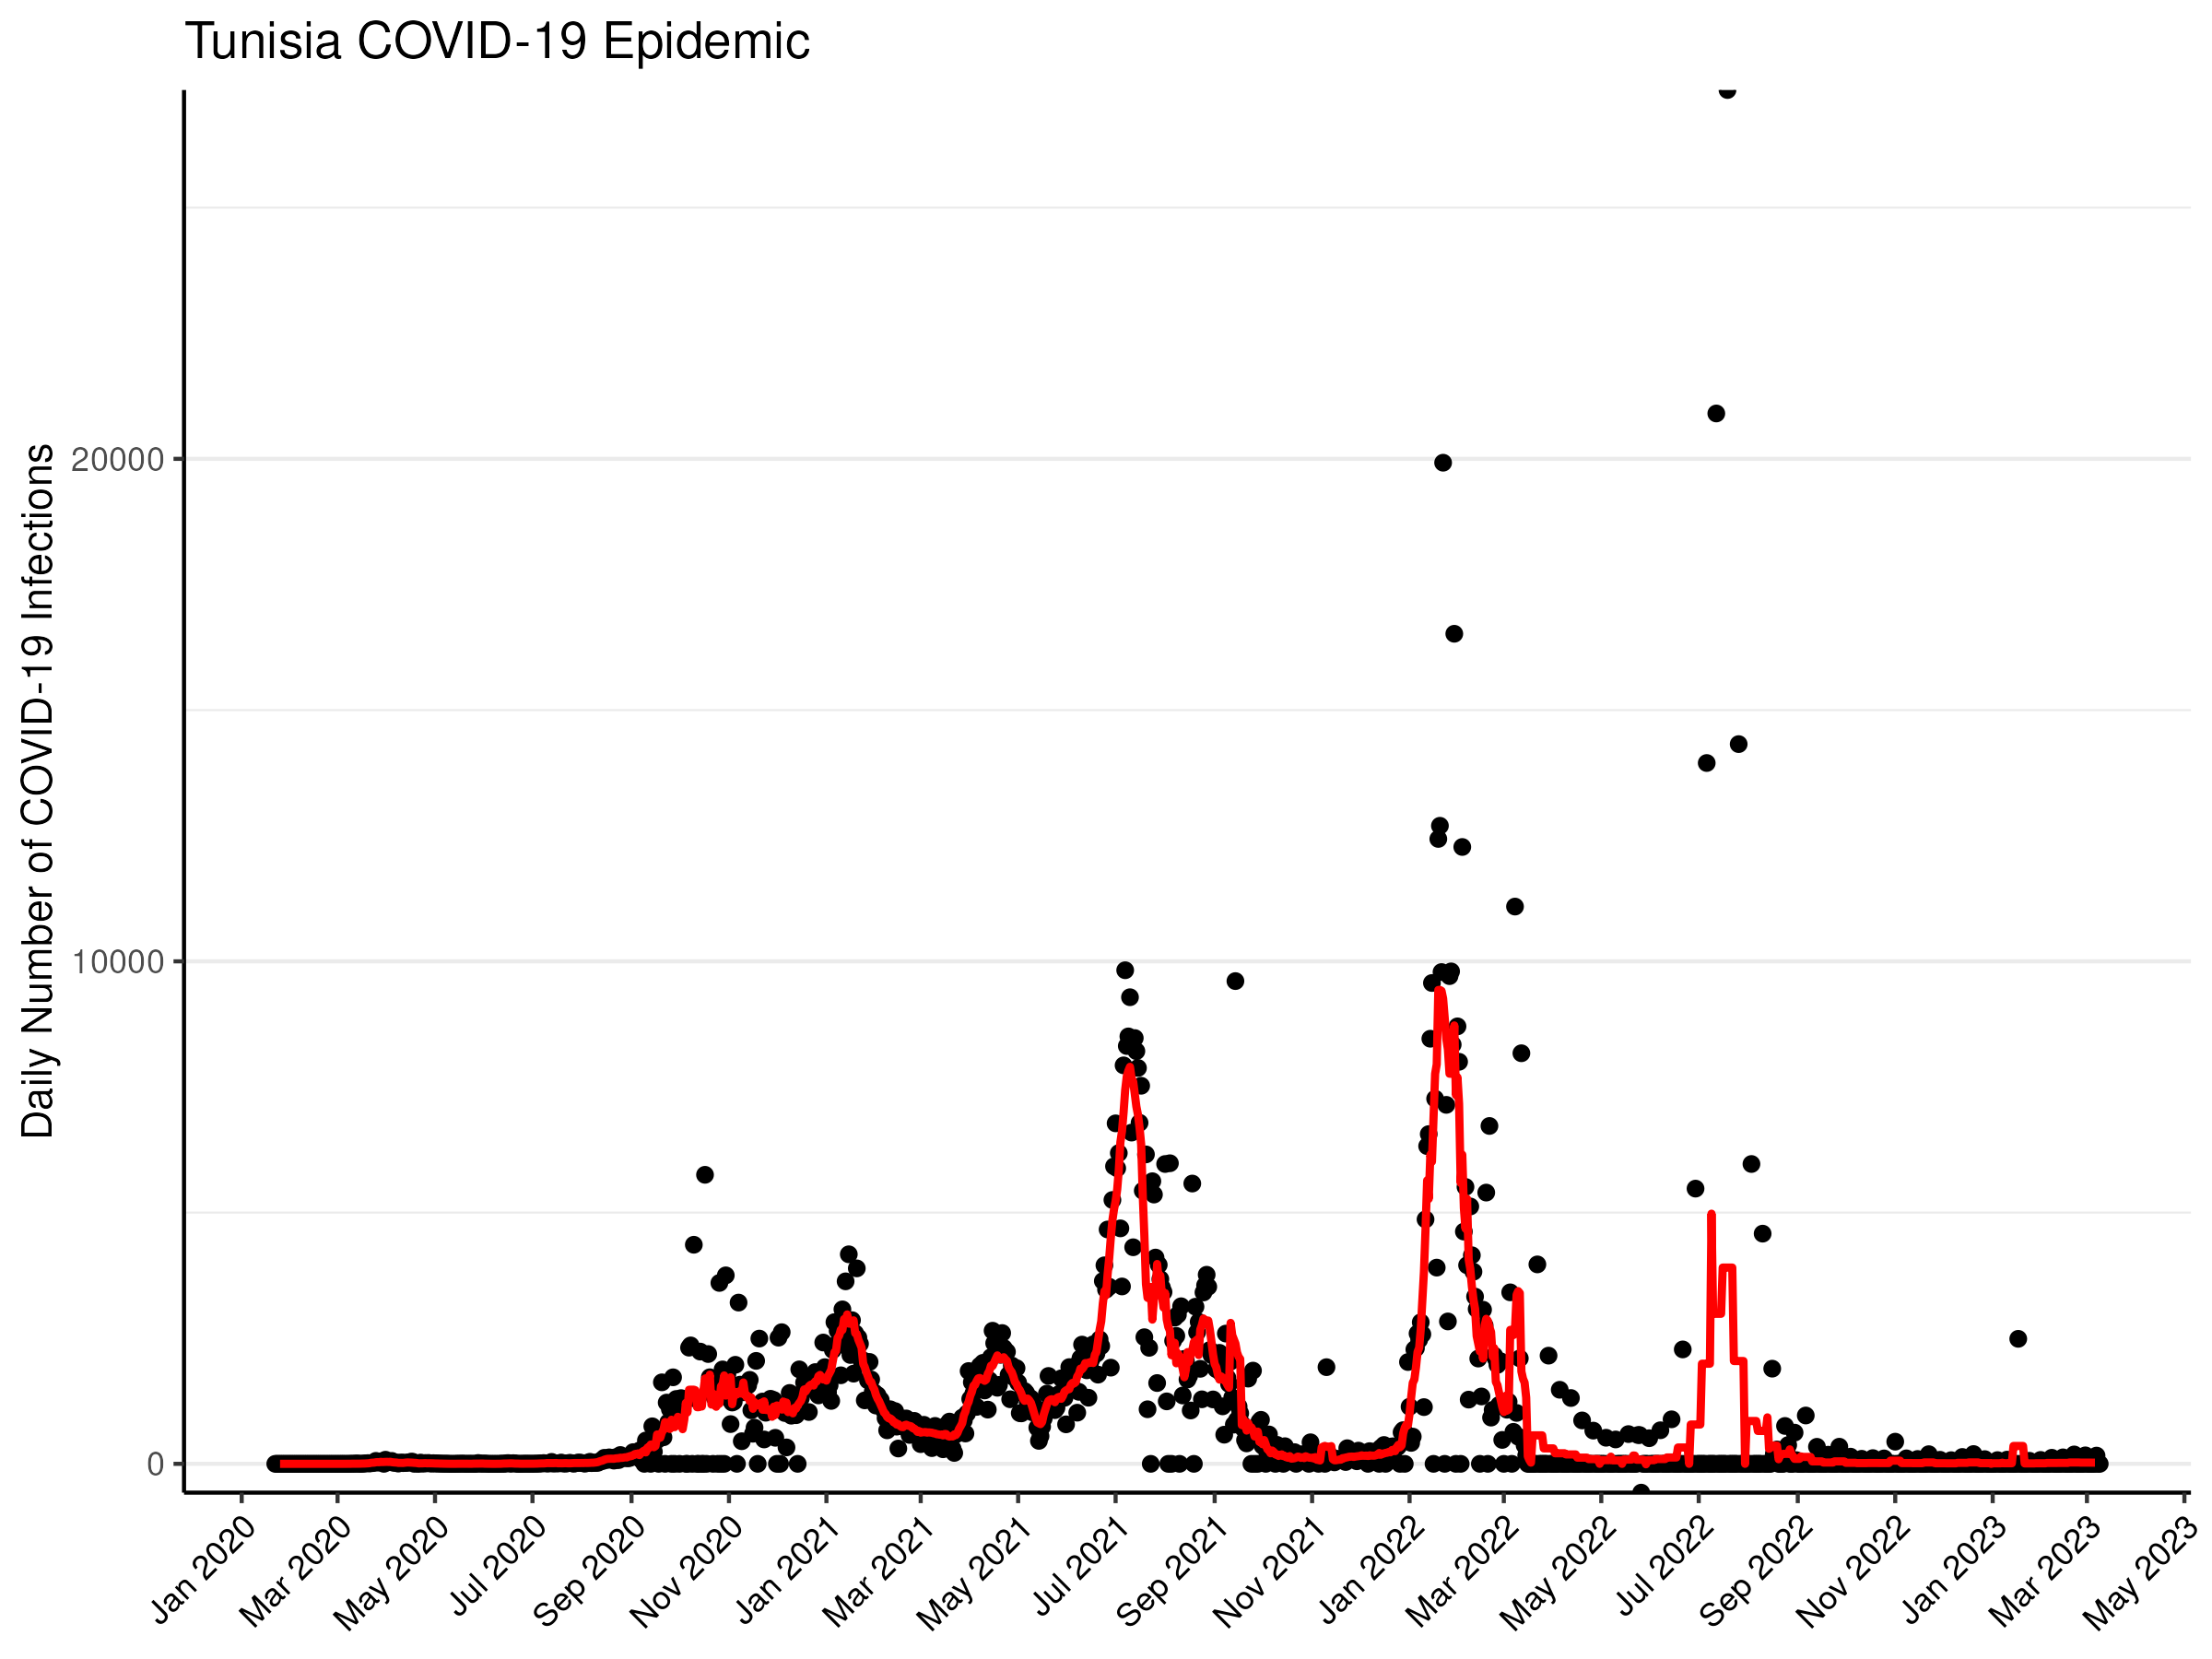 Tunisia COVID-19 Epidemic
Daily Number of COVID-19 Infections
20000
10000
0
Jan 2020
Mar 2020
May 2020
Jul 2020
Sep 2020
Nov 2020
Jan 2021
Mar 2021
May 2021
Jul 2021
Sep 2021
Nov 2021
Jan 2022
Mar 2022
May 2022
Jul 2022
Sep 2022
Nov 2022
Jan 2023
Mar 2023
May 2023